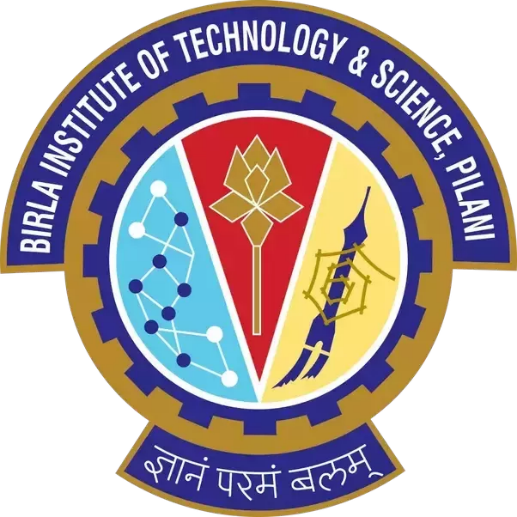 BIRLA INSTITUTE OF TECHNOLOGY & SCIENCE, PILANI
ज्ञानं परमं बलम्